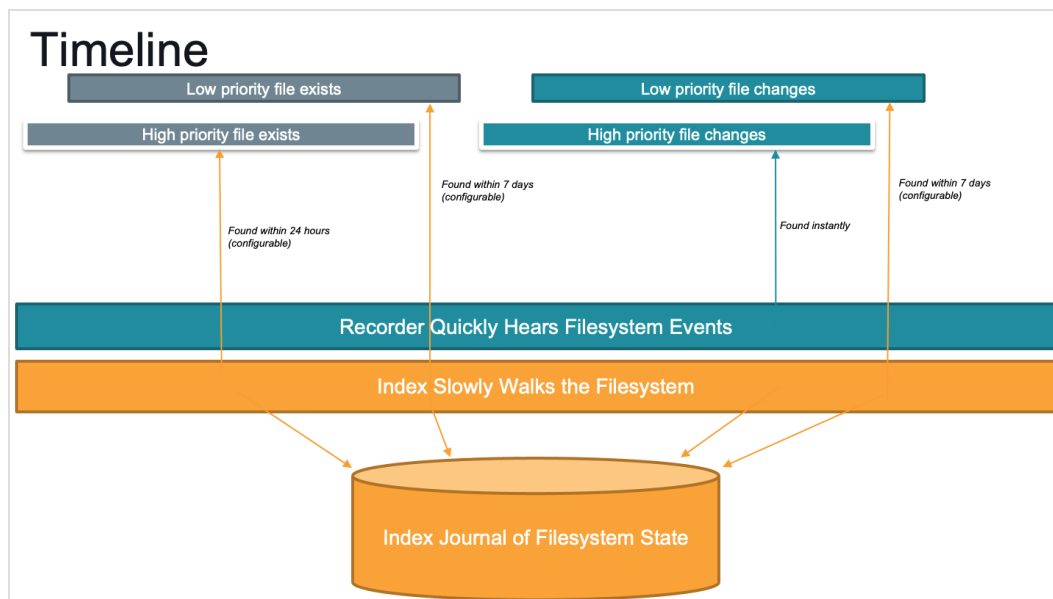 Timeline
Low priority file exists
Low priority file changes
High priority file exists
High priority file changes
Found within 7 days
(configurable)
Found within 7 days
(configurable)
Found within 24 hours
(configurable)
Found instantly
Recorder Quickly Hears Filesystem Events
Index Slowly Walks the Filesystem
Index Journal of Filesystem State